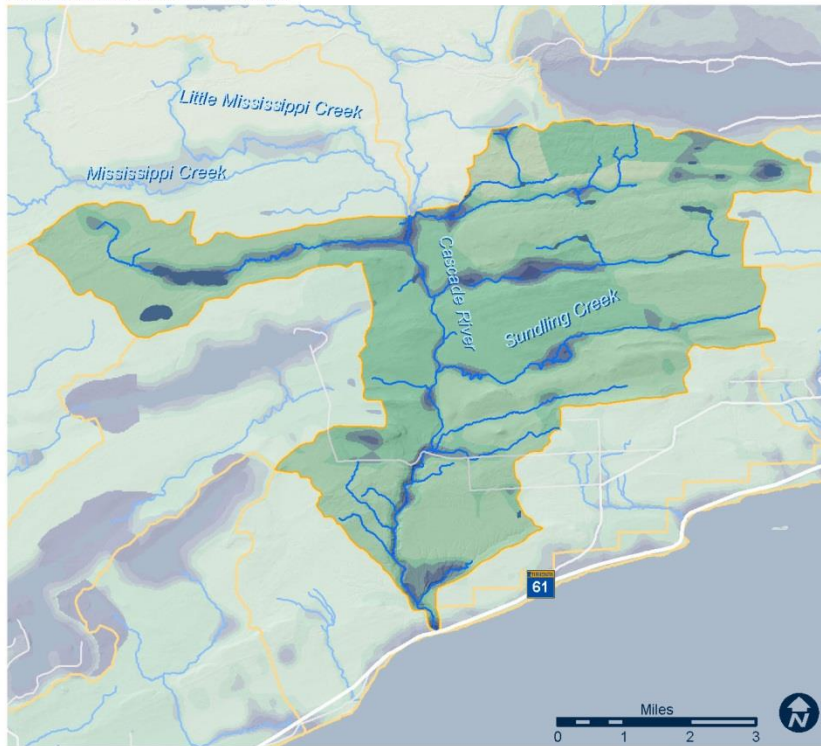 Little Mississippi Creek
Mississippi Creek
Cascade River
Sundling Creek
61
Miles
0 1 2 3
N